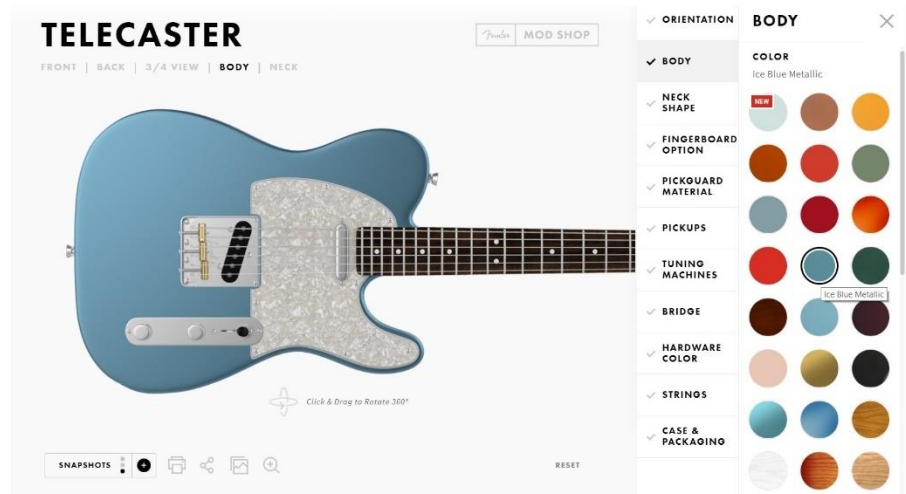 TELECASTER
Fender | MOD SHOP
FRONT | BACK | 3/4 VIEW | BODY | NECK
Click & Drag to Rotate 360°
SNAPSHOTS
RESET
ORIENTATION
BODY
NECK
SHAPE
FINGERBOARD
OPTION
PICKGUARD
MATERIAL
PICKUPS
TUNING
MACHINES
BRIDGE
HARDWARE
COLOR
STRINGS
CASE &
PACKAGING
BODY
COLOR
Ice Blue Metallic
NEW
Ice Blue Metallic